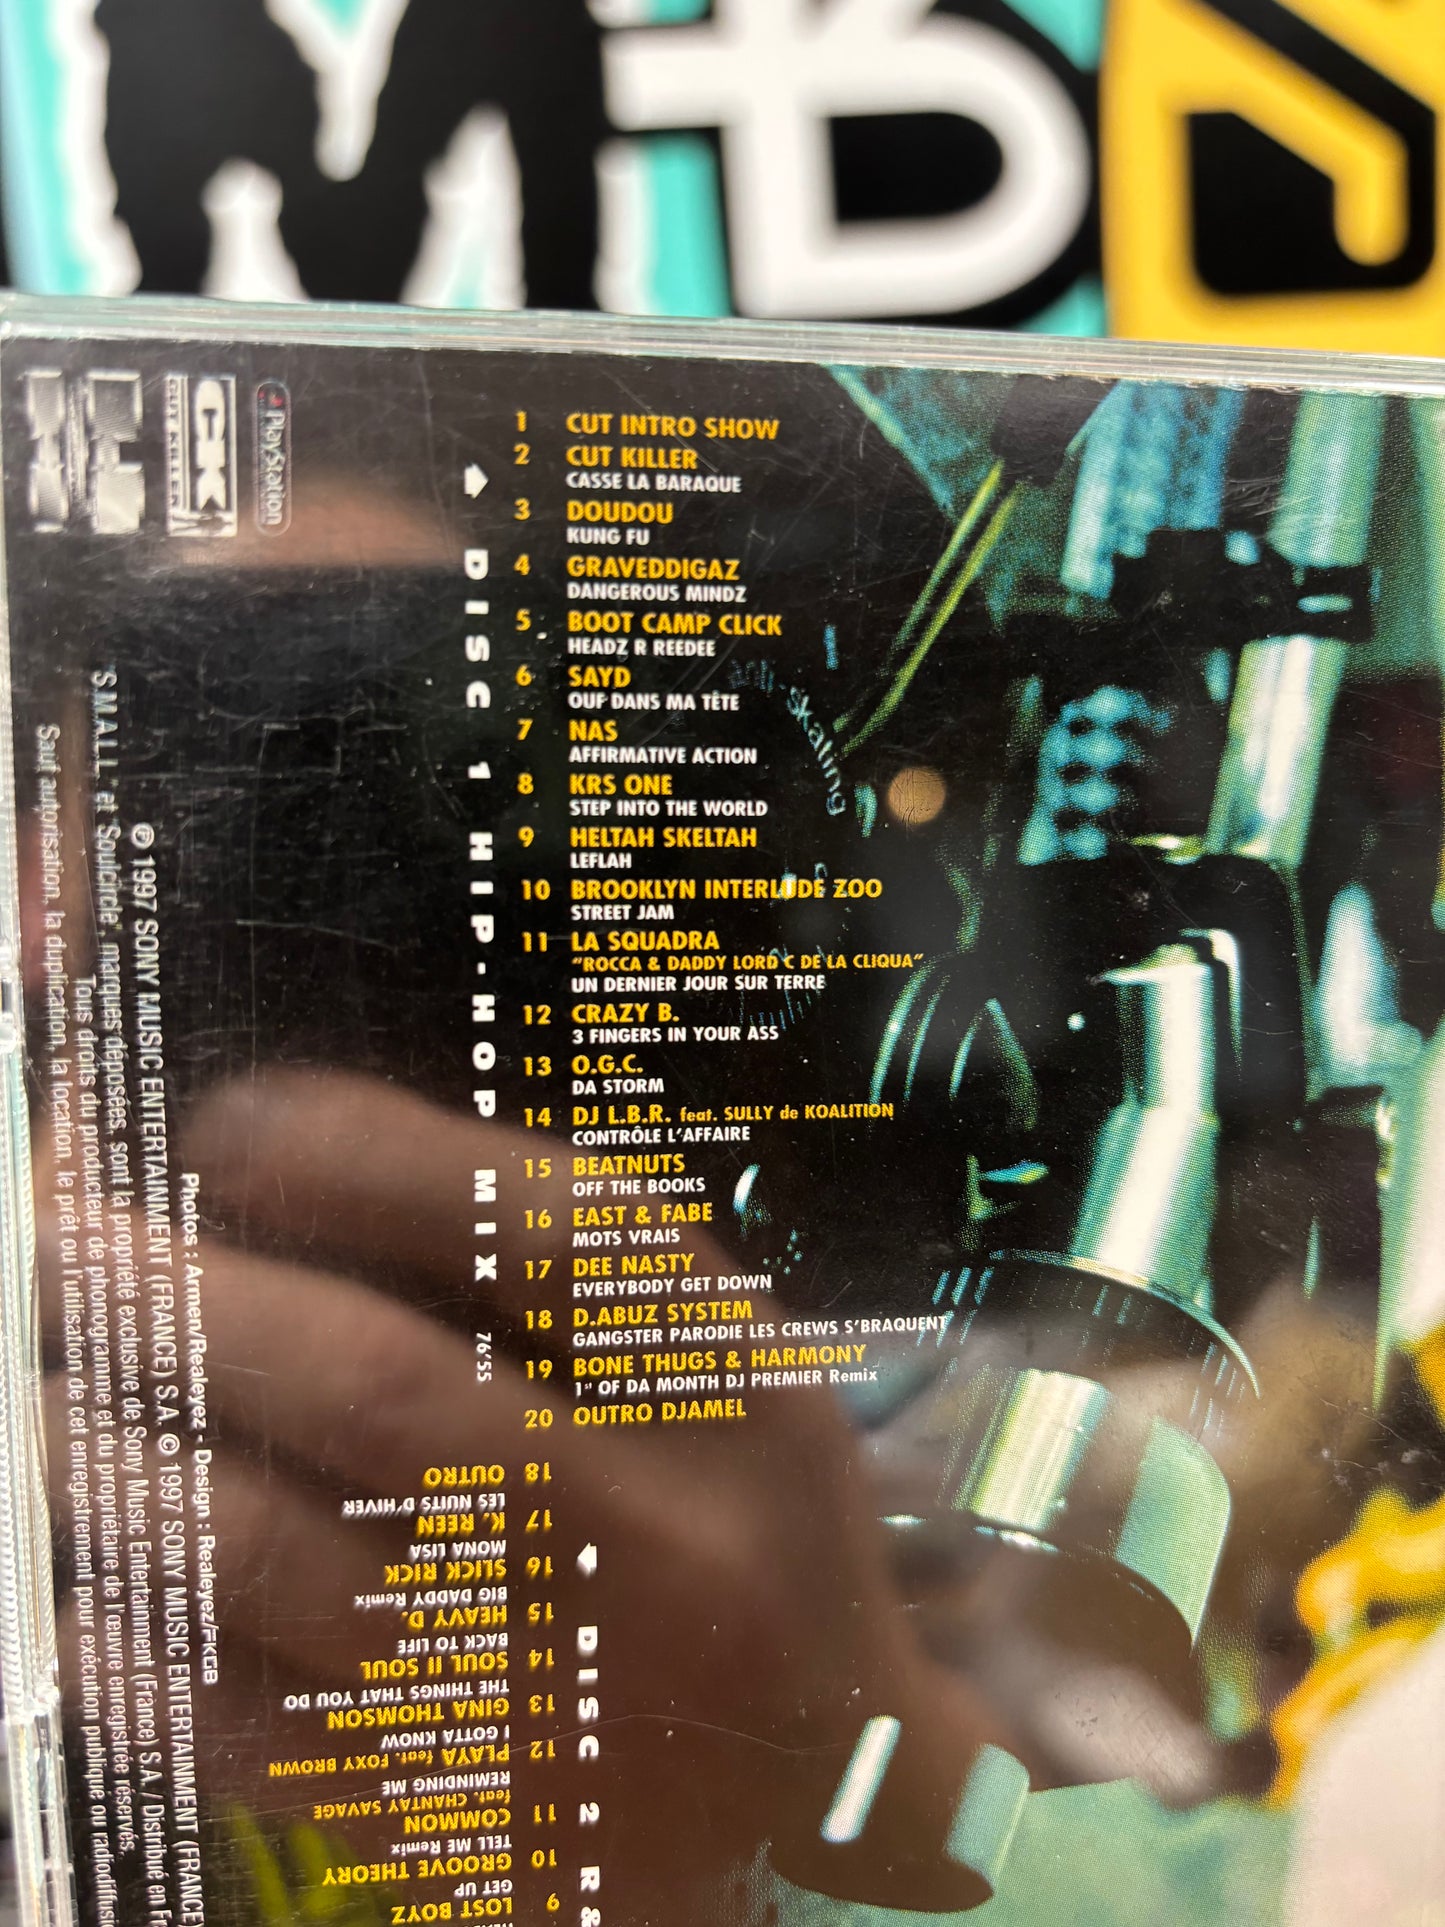 1 CUT INTRO SHOW
2 CUT KILLER
CASSE LA BARAQUE
3 DOUDOU
KUNG FU
4 GRAVEDDIGAZ
DANGEROUS MINDZ
5 BOOT CAMP CLICK
HEADZ R REEDEE
6 SAYD
OUF DANS MA TÊTE
7 NAS
AFFIRMATIVE ACTION
8 KRS ONE
STEP INTO THE WORLD
9 HELTAH SKELTAH
LEFLAH
10 BROOKLYN INTERLUDE ZOO
STREET JAM
11 LA SQUADRA
"ROCCA & DADDY LORD C DE LA CLIQUA"
UN DERNIER JOUR SUR TERRE
12 CRAZY B.
3 FINGERS IN YOUR ASS
13 O.G.C.
DA STORM
14 DJ L.B.R. feat. SULLY de KOALITION
CONTRÔLE L'AFFAIRE
15 BEATNUTS
OFF THE BOOKS
16 EAST & FABE
MOTS VRAIS
17 DEE NASTY
EVERYBODY GET DOWN
18 D.ABUZ SYSTEM
GANGSTER PARODIE LES CREWS S'BRAQUENT
19 BONE THUGS & HARMONY
1st OF DA MONTH DJ PREMIER Remix
20 OUTRO DJAMEL
DISC 1 HIP-HOP MIX 76'55
anti-skating
9 LOST BOYZ
GET UP
10 GROOVE THEORY
TELL ME Remix
11 COMMON
feat. CHANTAY SAVAGE
REMINDING ME
12 PLAYA feat. FOXY BROWN
I GOTTA KNOW
13 GINA THOMSON
THE THINGS THAT YOU DO
14 SOUL II SOUL
BACK TO LIFE
15 HEAVY D.
BIG DADDY Remix
16 SLICK RICK
MONA LISA
17 K. REEN
LES NUITS D'HIVER
18 OUTRO
DISC 2 R&
PlayStation
CK
CUT KILLER
Photos : Armen/Realeyez - Design : Realeyez/FKGB
℗ 1997 SONY MUSIC ENTERTAINMENT (FRANCE) S.A. © 1997 SONY MUSIC ENTERTAINMENT (FRANCE)
"S.M.A.L.L." et "Soulcircle", marques déposées, sont la propriété exclusive de Sony Music Entertainment (France) S.A. / Distribué en
Tous droits du producteur de phonogramme et du propriétaire de l'œuvre enregistrée réservés.
Sauf autorisation, la duplication, la location, le prêt ou l'utilisation de cet enregistrement pour exécution publique ou radiodiffusion